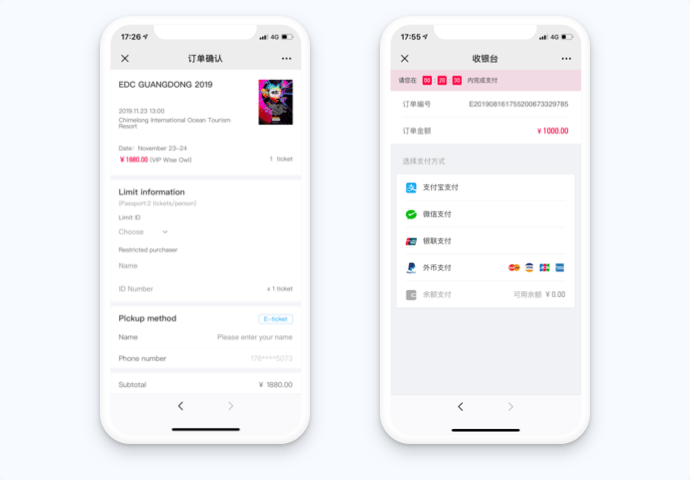 17:26
4G
订单确认
EDC GUANGDONG 2019
2019.11.23 13:00
Chimelong International Ocean Tourism
Resort
Date: November 23-24
¥ 1880.00 (VIP Wise Owl)
1 ticket
Limit information
(Passport:2 tickets/person)
Limit ID
Choose
Restricted purchaser
Name
ID Number
x 1 ticket
Pickup method
E-ticket
Name
Please enter your name
Phone number
176****5073
Subtotal
¥ 1880.00
17:55
4G
收银台
请您在 00 : 20 : 00 内完成支付
订单编号
E201908161755200673329785
订单金额
¥ 1000.00
选择支付方式
支付宝支付
微信支付
银联支付
外币支付
余额支付
可用余额 ¥ 0.00